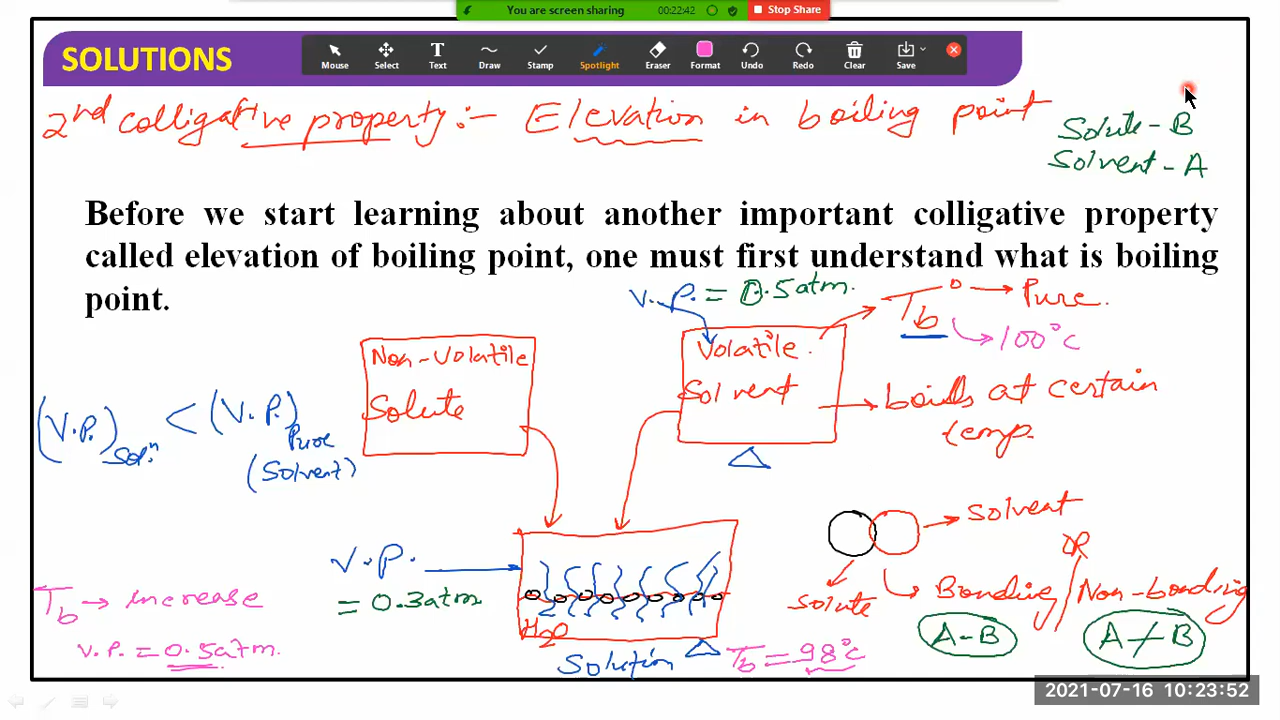 You are screen sharing 00:22:42 Stop Share
SOLUTIONS
Mouse Select Text Draw Stamp Spotlight Eraser Format Undo Redo Clear Save
2nd colligative property:- Elevation in boiling point
Solute - B
Solvent - A
Before we start learning about another important colligative property
called elevation of boiling point, one must first understand what is boiling
point.
V.P. = 0.5atm.
Tb° → Pure.
100°C
Non-Volatile
Solute
Volatile
Solvent
boils at certain
temp.
(V.P.)Solⁿ < (V.P.)Pure
(Solvent)
Solvent
Solute
OR
Bonding / Non-bonding
A-B
A≠B
V.P.
= 0.3atm
H2O
Solution
Δ
Tb = 98°C
Tb → increase
V.P. = 0.5atm.
2021-07-16 10:23:52